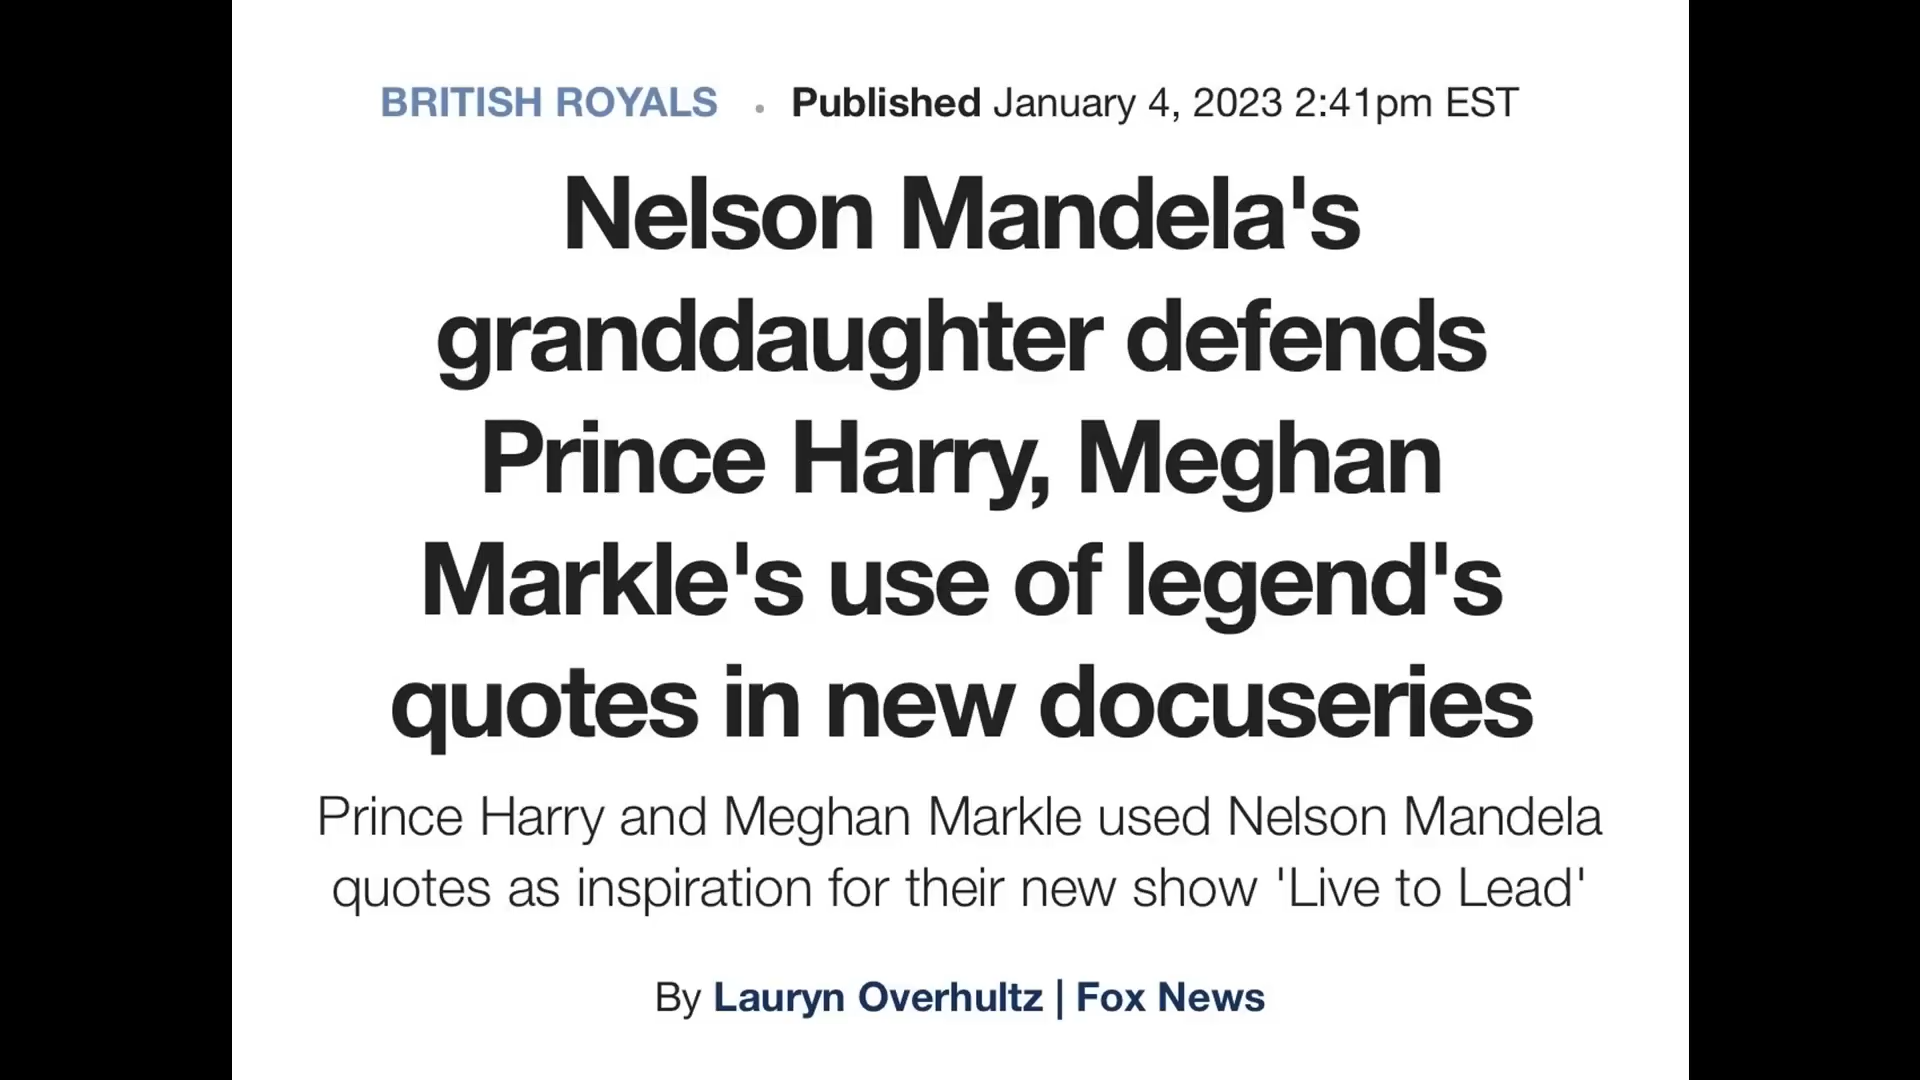 BRITISH ROYALS · Published January 4, 2023 2:41pm EST
Nelson Mandela's
granddaughter defends
Prince Harry, Meghan
Markle's use of legend's
quotes in new docuseries
Prince Harry and Meghan Markle used Nelson Mandela
quotes as inspiration for their new show 'Live to Lead'
By Lauryn Overhultz | Fox News